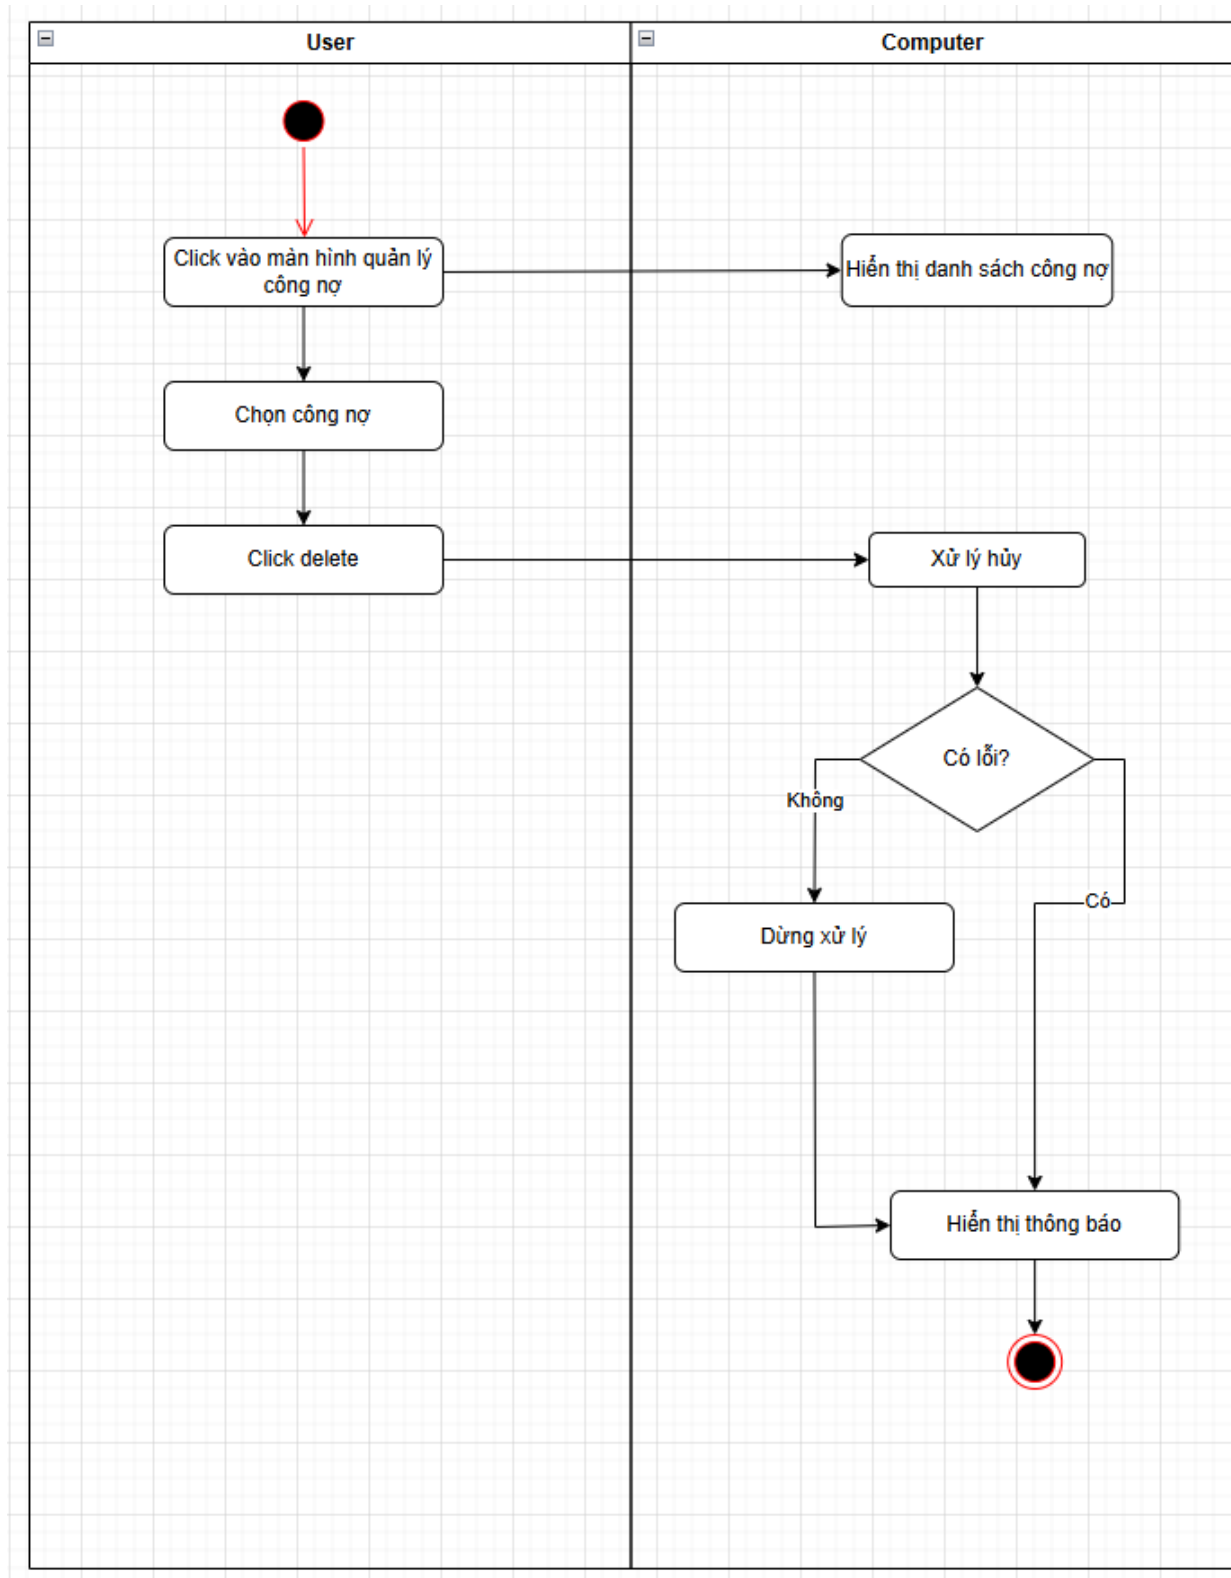 User
Computer
Click vào màn hình quản lý
công nợ
Hiển thị danh sách công nợ
Chọn công nợ
Click delete
Xử lý hủy
Có lỗi?
Không
Có
Dừng xử lý
Hiển thị thông báo